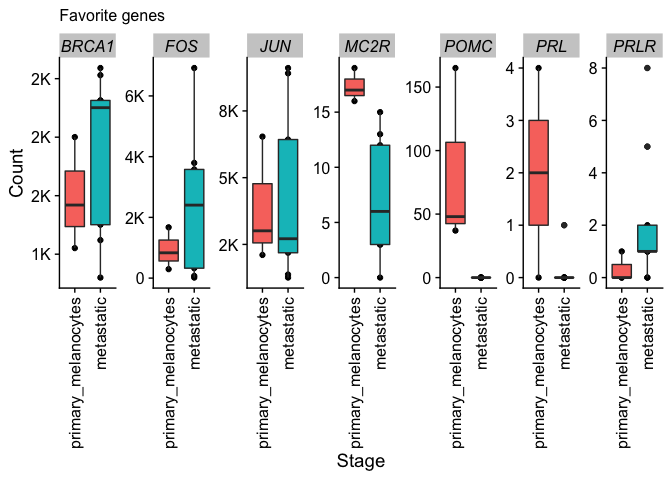 Favorite genes
BRCA1 FOS JUN MC2R POMC PRL PRLR
Count
2K
2K
2K
1K
6K
4K
2K
0
8K
5K
2K
15
10
5
0
150
100
50
0
4
3
2
1
0
8
6
4
2
0
primary_melanocytes
metastatic
primary_melanocytes
metastatic
primary_melanocytes
metastatic
primary_melanocytes
metastatic
primary_melanocytes
metastatic
primary_melanocytes
metastatic
primary_melanocytes
metastatic
Stage